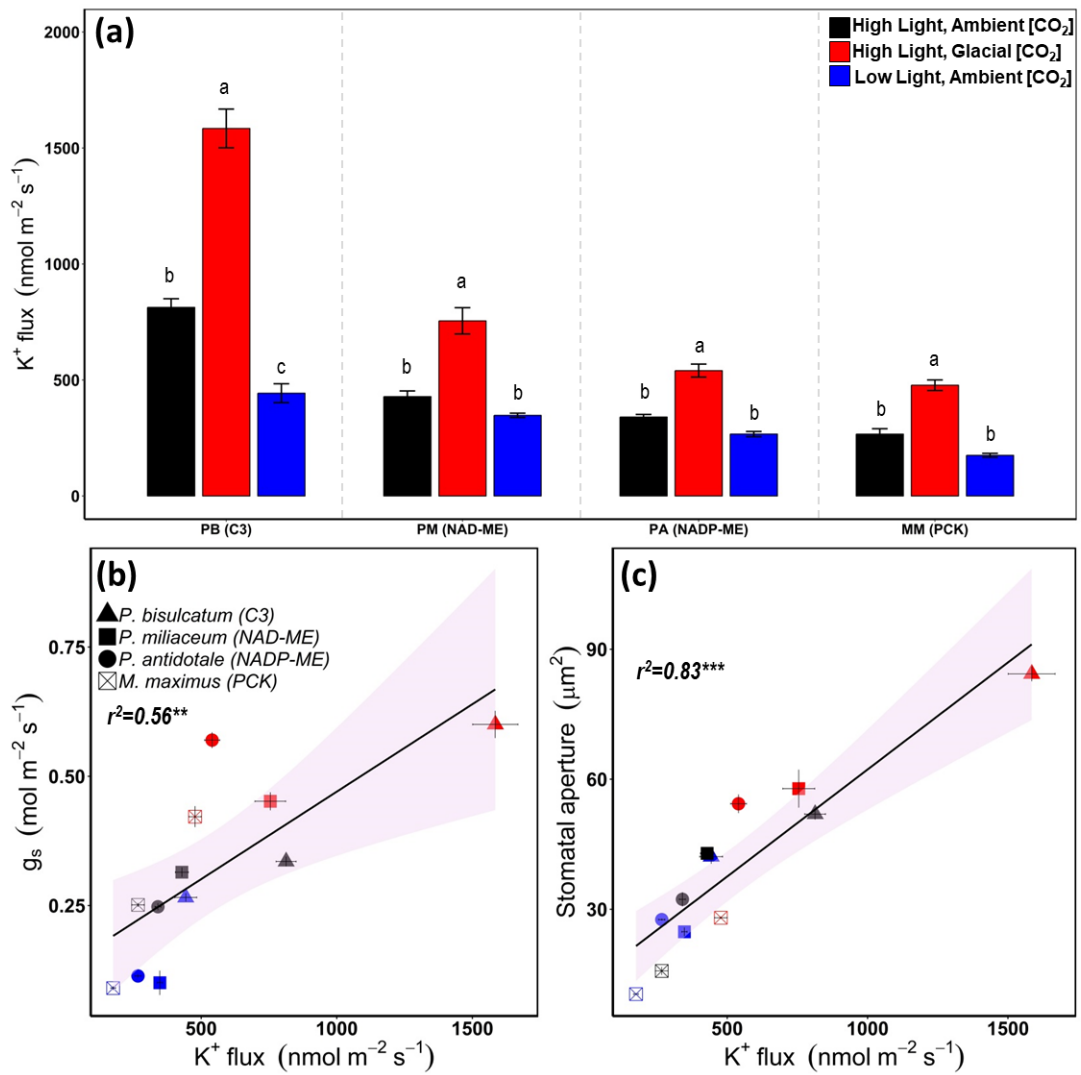 (a)
High Light, Ambient [CO₂]
High Light, Glacial [CO₂]
Low Light, Ambient [CO₂]
K⁺ flux (nmol m⁻² s⁻¹)
2000
1500
1000
500
0
b
a
c
b
a
b
b
a
b
b
a
b
PB (C3)
PM (NAD-ME)
PA (NADP-ME)
MM (PCK)
(b)
P. bisulcatum (C3)
P. miliaceum (NAD-ME)
P. antidotale (NADP-ME)
M. maximus (PCK)
r²=0.56**
gₛ (mol m⁻² s⁻¹)
0.75
0.50
0.25
500
1000
1500
K⁺ flux (nmol m⁻² s⁻¹)
(c)
r²=0.83***
Stomatal aperture (μm²)
90
60
30
500
1000
1500
K⁺ flux (nmol m⁻² s⁻¹)